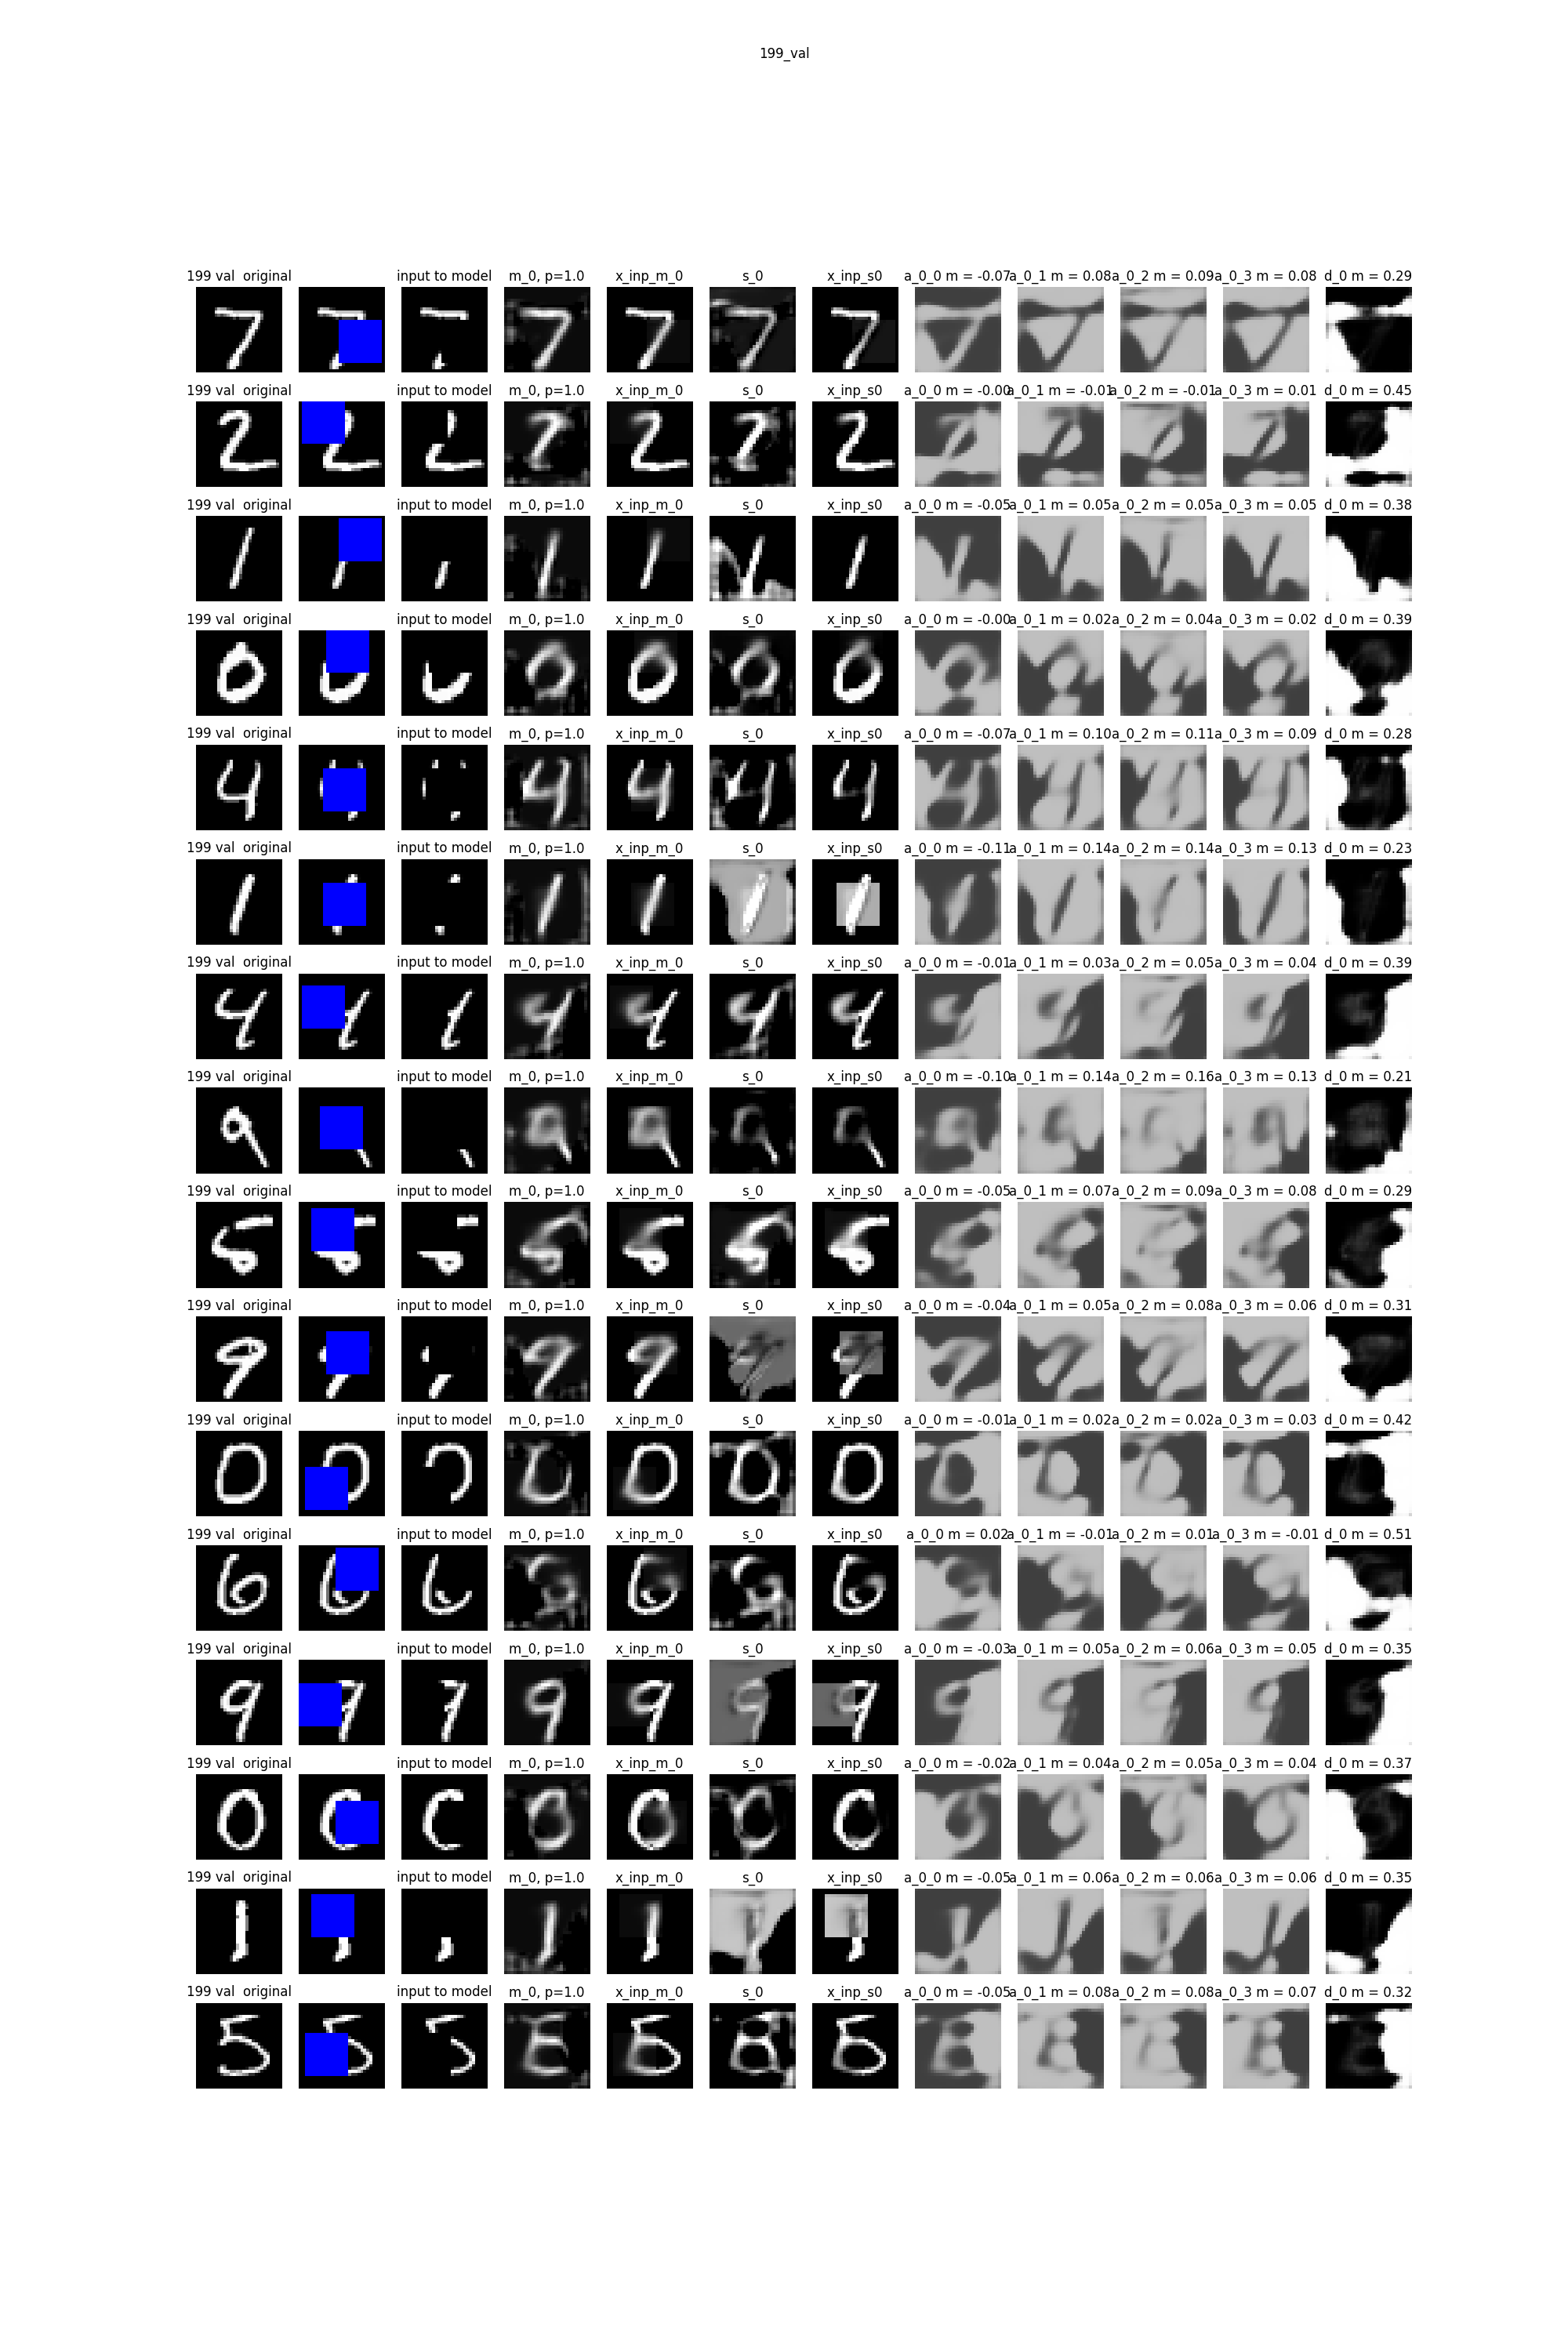 199_val
199 val original input to model m_0, p=1.0 x_inp_m_0 s_0 x_inp_s0 a_0_0 m = -0.07 a_0_1 m = 0.08 a_0_2 m = 0.09 a_0_3 m = 0.08 d_0 m = 0.29
199 val original input to model m_0, p=1.0 x_inp_m_0 s_0 x_inp_s0 a_0_0 m = -0.00 a_0_1 m = -0.01 a_0_2 m = -0.01 a_0_3 m = 0.01 d_0 m = 0.45
199 val original input to model m_0, p=1.0 x_inp_m_0 s_0 x_inp_s0 a_0_0 m = -0.05 a_0_1 m = 0.05 a_0_2 m = 0.05 a_0_3 m = 0.05 d_0 m = 0.38
199 val original input to model m_0, p=1.0 x_inp_m_0 s_0 x_inp_s0 a_0_0 m = -0.00 a_0_1 m = 0.02 a_0_2 m = 0.04 a_0_3 m = 0.02 d_0 m = 0.39
199 val original input to model m_0, p=1.0 x_inp_m_0 s_0 x_inp_s0 a_0_0 m = -0.07 a_0_1 m = 0.10 a_0_2 m = 0.11 a_0_3 m = 0.09 d_0 m = 0.28
199 val original input to model m_0, p=1.0 x_inp_m_0 s_0 x_inp_s0 a_0_0 m = -0.11 a_0_1 m = 0.14 a_0_2 m = 0.14 a_0_3 m = 0.13 d_0 m = 0.23
199 val original input to model m_0, p=1.0 x_inp_m_0 s_0 x_inp_s0 a_0_0 m = -0.01 a_0_1 m = 0.03 a_0_2 m = 0.05 a_0_3 m = 0.04 d_0 m = 0.39
199 val original input to model m_0, p=1.0 x_inp_m_0 s_0 x_inp_s0 a_0_0 m = -0.10 a_0_1 m = 0.14 a_0_2 m = 0.16 a_0_3 m = 0.13 d_0 m = 0.21
199 val original input to model m_0, p=1.0 x_inp_m_0 s_0 x_inp_s0 a_0_0 m = -0.05 a_0_1 m = 0.07 a_0_2 m = 0.09 a_0_3 m = 0.08 d_0 m = 0.29
199 val original input to model m_0, p=1.0 x_inp_m_0 s_0 x_inp_s0 a_0_0 m = -0.04 a_0_1 m = 0.05 a_0_2 m = 0.08 a_0_3 m = 0.06 d_0 m = 0.31
199 val original input to model m_0, p=1.0 x_inp_m_0 s_0 x_inp_s0 a_0_0 m = -0.01 a_0_1 m = 0.02 a_0_2 m = 0.02 a_0_3 m = 0.03 d_0 m = 0.42
199 val original input to model m_0, p=1.0 x_inp_m_0 s_0 x_inp_s0 a_0_0 m = 0.02 a_0_1 m = -0.01 a_0_2 m = 0.01 a_0_3 m = -0.01 d_0 m = 0.51
199 val original input to model m_0, p=1.0 x_inp_m_0 s_0 x_inp_s0 a_0_0 m = -0.03 a_0_1 m = 0.05 a_0_2 m = 0.06 a_0_3 m = 0.05 d_0 m = 0.35
199 val original input to model m_0, p=1.0 x_inp_m_0 s_0 x_inp_s0 a_0_0 m = -0.02 a_0_1 m = 0.04 a_0_2 m = 0.05 a_0_3 m = 0.04 d_0 m = 0.37
199 val original input to model m_0, p=1.0 x_inp_m_0 s_0 x_inp_s0 a_0_0 m = -0.05 a_0_1 m = 0.06 a_0_2 m = 0.06 a_0_3 m = 0.06 d_0 m = 0.35
199 val original input to model m_0, p=1.0 x_inp_m_0 s_0 x_inp_s0 a_0_0 m = -0.05 a_0_1 m = 0.08 a_0_2 m = 0.08 a_0_3 m = 0.07 d_0 m = 0.32